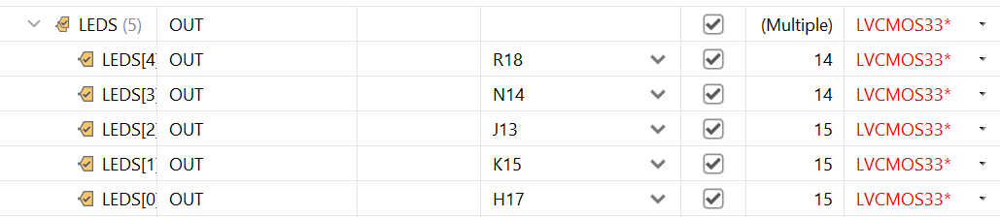 LEDS (5) OUT (Multiple) LVCMOS33*
LEDS[4] OUT R18 14 LVCMOS33*
LEDS[3] OUT N14 14 LVCMOS33*
LEDS[2] OUT J13 15 LVCMOS33*
LEDS[1] OUT K15 15 LVCMOS33*
LEDS[0] OUT H17 15 LVCMOS33*